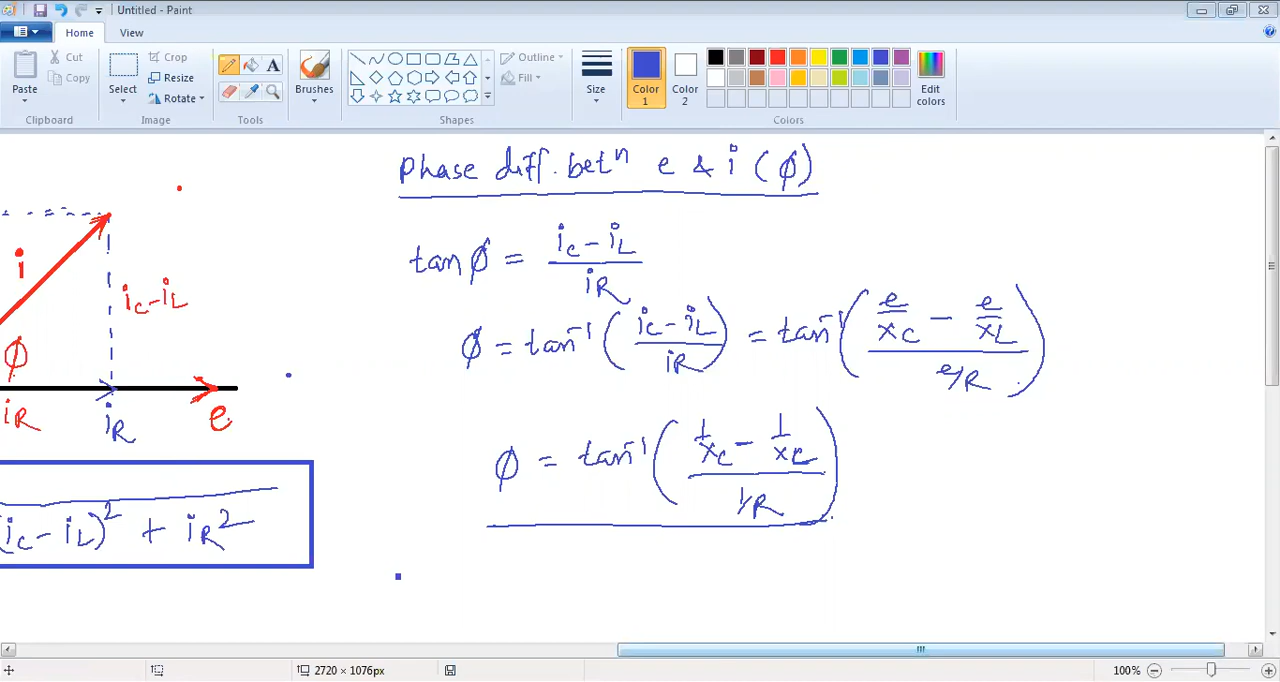 Untitled - Paint
Home View
Paste
Cut
Copy
Clipboard
Select
Crop
Resize
Rotate
Image
A
Tools
Brushes
Outline
Fill
Shapes
Size
Color 1
Color 2
Edit colors
Colors
Phase diff. betⁿ e & i (ø)
tan ø = (iC – iL) / iR
ø = tan⁻¹ ((iC – iL) / iR) = tan⁻¹ ((e/XC – e/XL) / (e/R))
ø = tan⁻¹ ((1/XC – 1/XL) / (1/R))
i
iC – iL
ø
iR
iR
e
(iC – iL)² + iR²
2720 × 1076px
100%